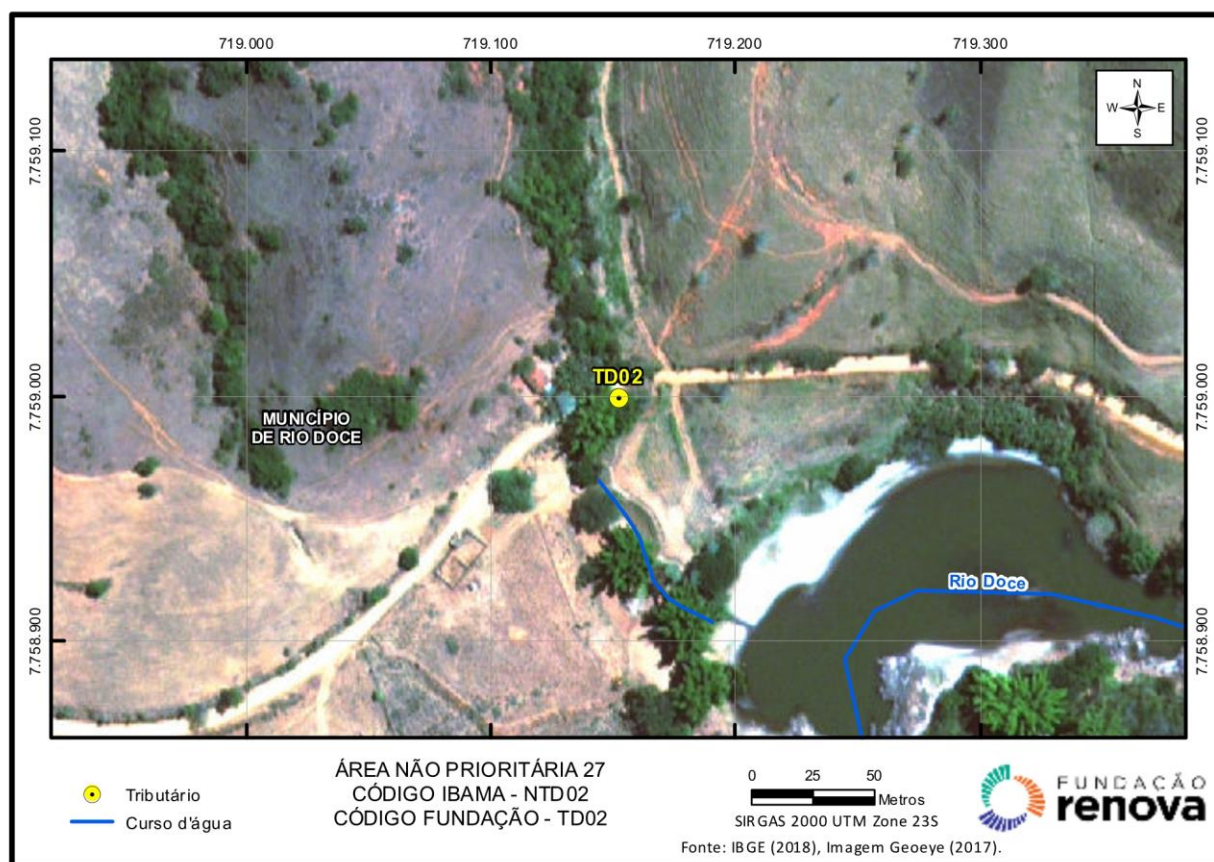 719.000 719.100 719.200 719.300
N
W E
S
7.759.100 7.759.100
TD02
7.759.000 7.759.000
MUNICÍPIO
DE RIO DOCE
Rio Doce
7.758.900 7.758.900
Tributário
Curso d'água
ÁREA NÃO PRIORITÁRIA 27
CÓDIGO IBAMA - NTD02
CÓDIGO FUNDAÇÃO - TD02
0 25 50
Metros
SIRGAS 2000 UTM Zone 23S
Fonte: IBGE (2018), Imagem Geoeye (2017).
FUNDAÇÃO
renova